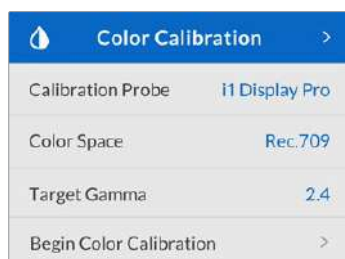 Color Calibration >
Calibration Probe i1 Display Pro
Color Space Rec.709
Target Gamma 2.4
Begin Color Calibration >